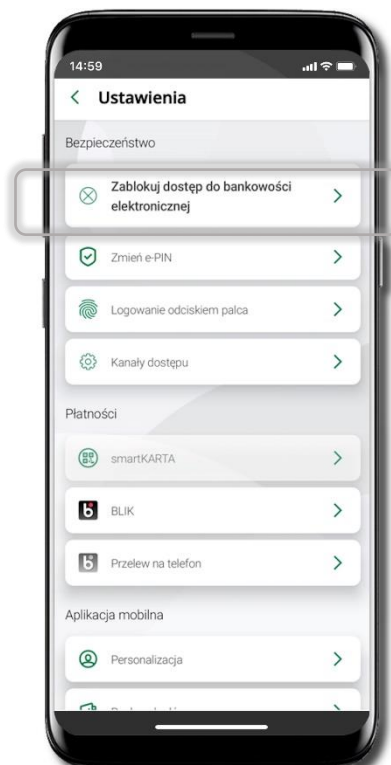 14:59
Ustawienia
Bezpieczeństwo
Zablokuj dostęp do bankowości
elektronicznej
Zmień e-PIN
Logowanie odciskiem palca
Kanały dostępu
Płatności
smartKARTA
BLIK
Przelew na telefon
Aplikacja mobilna
Personalizacja